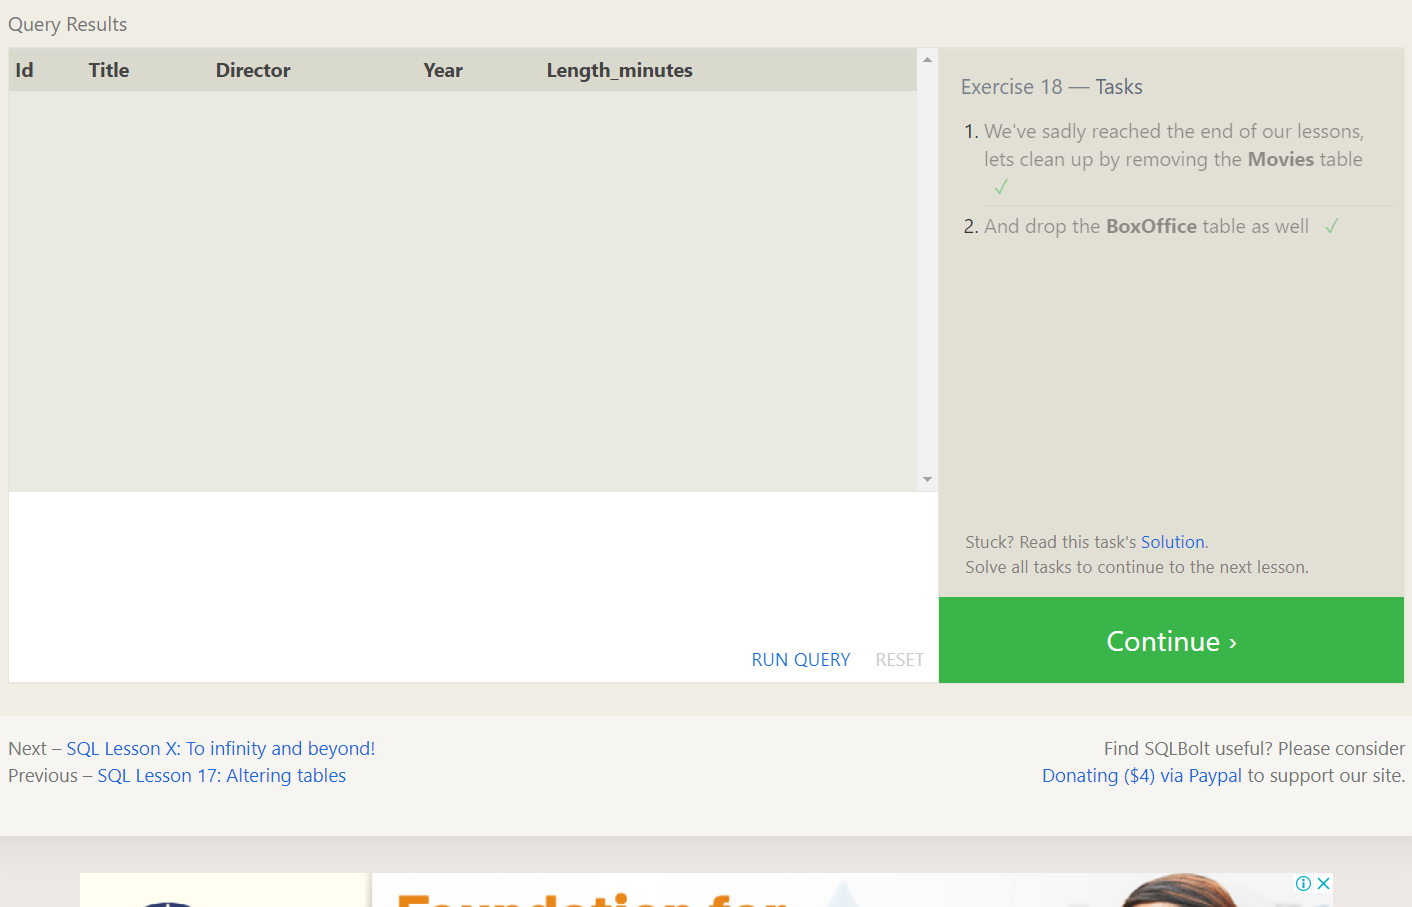 Query Results
Id Title Director Year Length_minutes
Exercise 18 — Tasks
1. We've sadly reached the end of our lessons,
lets clean up by removing the Movies table
✓
2. And drop the BoxOffice table as well ✓
Stuck? Read this task's Solution.
Solve all tasks to continue to the next lesson.
RUN QUERY RESET
Continue ›
Next – SQL Lesson X: To infinity and beyond!
Previous – SQL Lesson 17: Altering tables
Find SQLBolt useful? Please consider
Donating ($4) via Paypal to support our site.
Foundation for